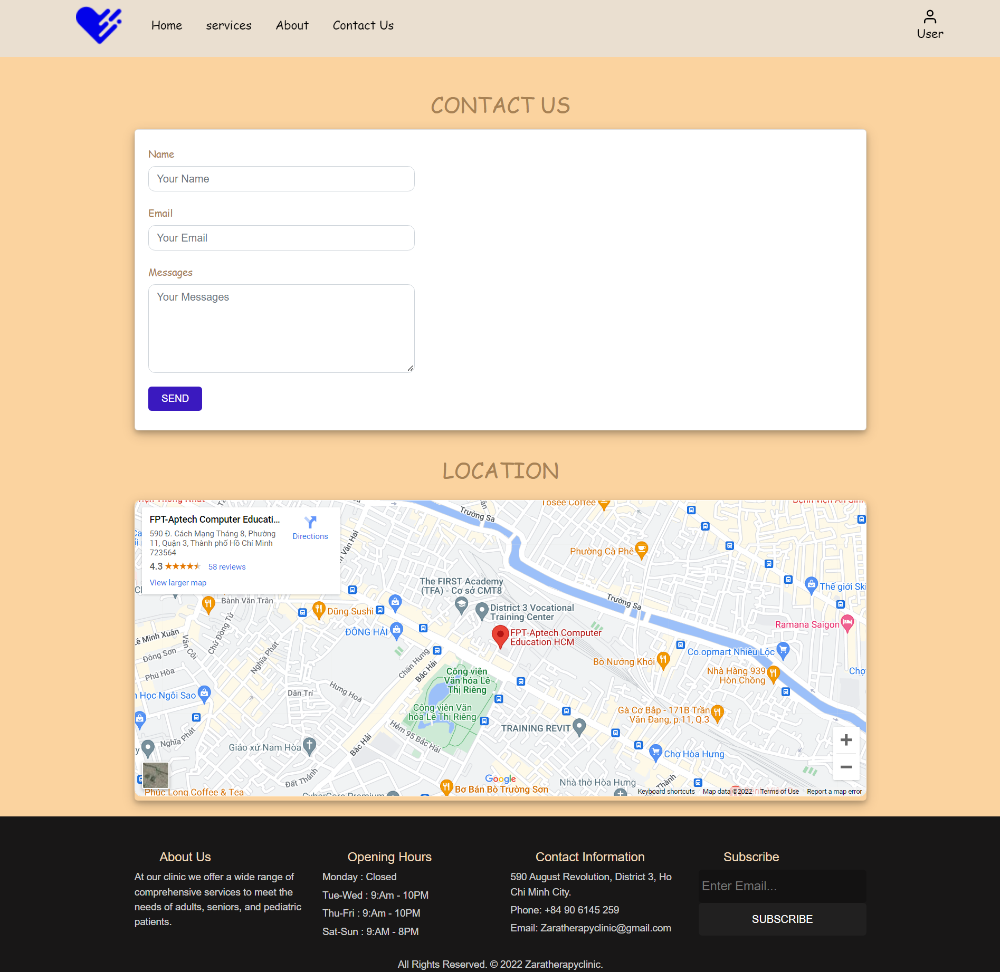 Home
services
About
Contact Us
User
CONTACT US
Name
Your Name
Email
Your Email
Messages
Your Messages
SEND
LOCATION
FPT-Aptech Computer Educati...
Directions
590 Đ. Cách Mạng Tháng 8, Phường
11, Quận 3, Thành phố Hồ Chí Minh
723564
4.3
58 reviews
View larger map
Tosee Coffee
Trường Sa
Phường Cà Phê
The FIRST Academy
(TFA) - Cơ sở CMT8
Thế giới Ski
Bành Văn Trân
Dũng Sushi
District 3 Vocational
Training Center
Trường Sa
ĐÔNG HẢI
Ramana Saigon
FPT-Aptech Computer
Education HCM
Lê Minh Xuân
Văn Côi
Chử Đồng Tử
Đông Sơn
Nghĩa Phát
Chấn Hưng
Bắc Hải
Co.opmart Nhiêu Lộc
Bò Nướng Khói
Phú Hòa
Công viên
Văn hóa Lê
Thị Riêng
Nhà Hàng 939
Hòn Chồng
Chợ
Học Ngôi Sao
Dân Trí
Hưng Hoá
Công viên Văn
hóa Lê Thị Riêng
Gà Cơ Bắp - 171B Trần
Văn Đang, p.11, Q.3
TRAINING REVIT
Hẻm 95 Bắc Hải
Nghĩa Phát
Giáo xứ Nam Hòa
Bắc Hải
Chợ Hòa Hưng
Đất Thánh
Google
Nhà thờ Hòa Hưng
Bơ Bán Bò Trường Sơn
Phúc Long Coffee & Tea
CyberCore Premium
Keyboard shortcuts
Map data ©2022
Terms of Use
Report a map error
About Us
At our clinic we offer a wide range of
comprehensive services to meet the
needs of adults, seniors, and pediatric
patients.
Opening Hours
Monday : Closed
Tue-Wed : 9:Am - 10PM
Thu-Fri : 9:Am - 10PM
Sat-Sun : 9:AM - 8PM
Contact Information
590 August Revolution, District 3, Ho
Chi Minh City.
Phone: +84 90 6145 259
Email: Zaratherapyclinic@gmail.com
Subscribe
Enter Email...
SUBSCRIBE
All Rights Reserved. © 2022 Zaratherapyclinic.